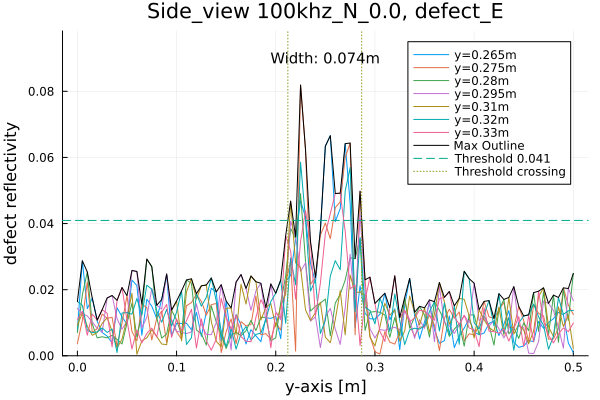 Side_view 100khz_N_0.0, defect_E
Width: 0.074m
y=0.265m
y=0.275m
y=0.28m
y=0.295m
y=0.31m
y=0.32m
y=0.33m
Max Outline
Threshold 0.041
Threshold crossing
defect reflectivity
0.08
0.06
0.04
0.02
0.00
0.0 0.1 0.2 0.3 0.4 0.5
y-axis [m]